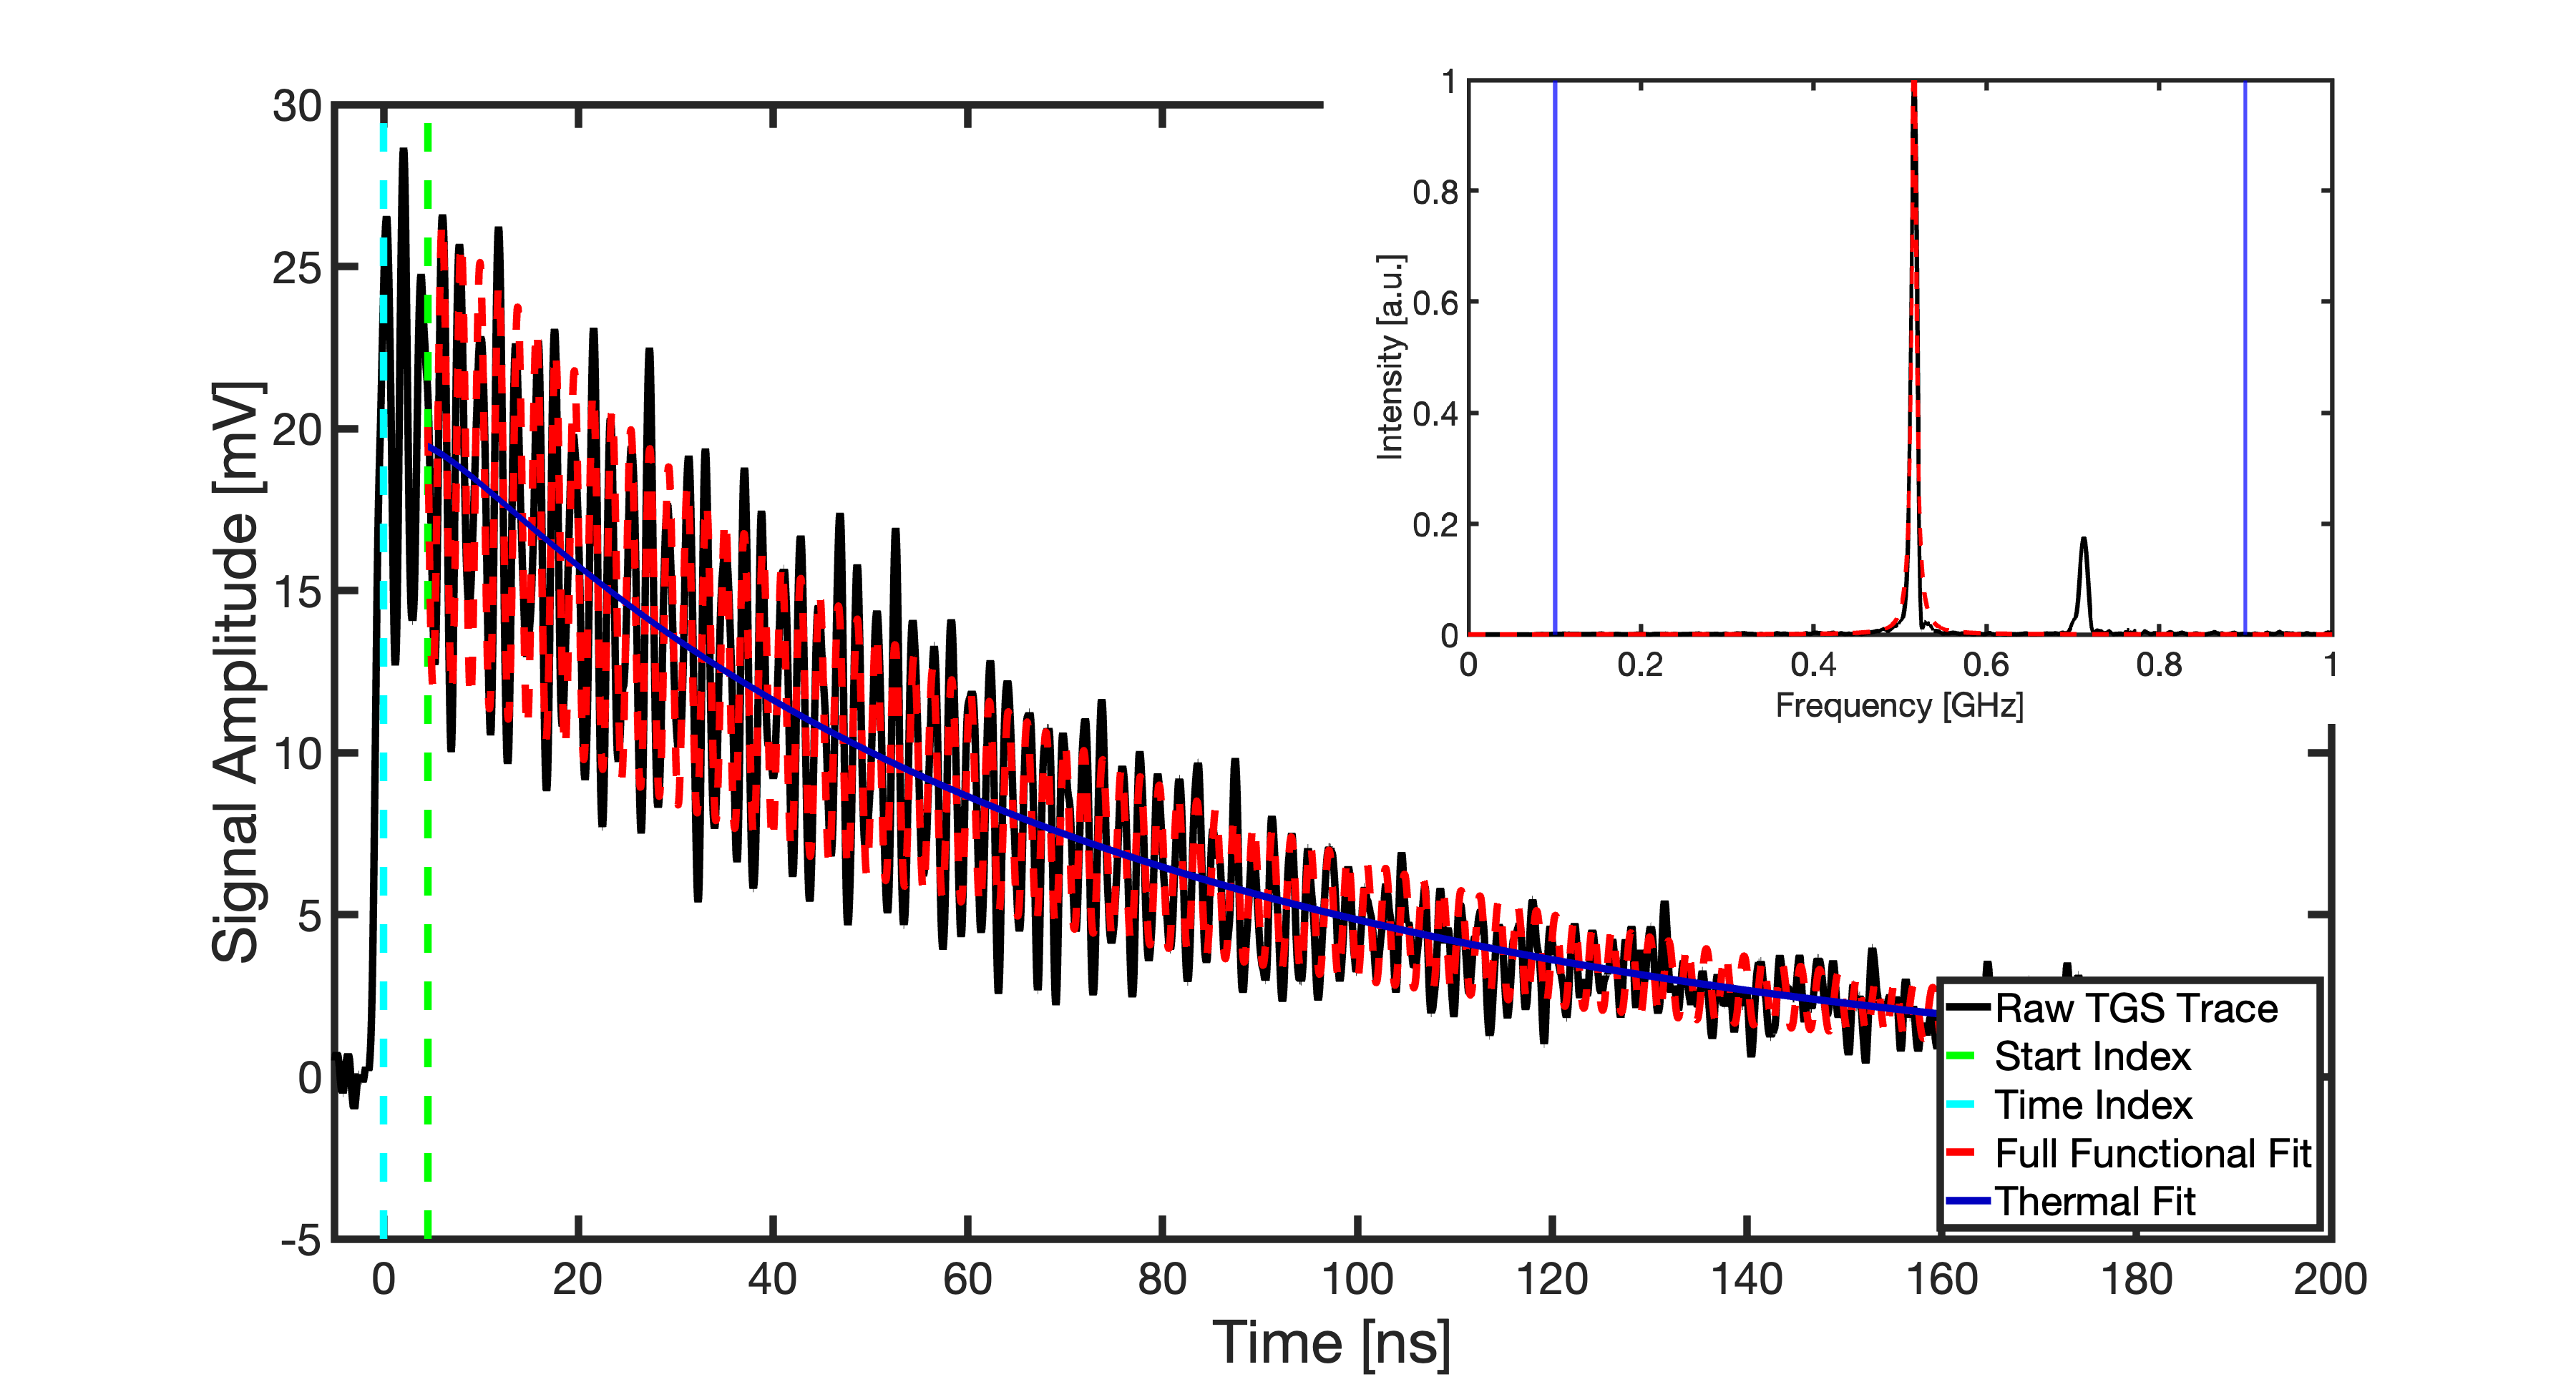 30
25
20
15
10
5
0
-5
Signal Amplitude [mV]
0 20 40 60 80 100 120 140 160 180 200
Time [ns]
1
0.8
0.6
0.4
0.2
0
Intensity [a.u.]
0 0.2 0.4 0.6 0.8 1
Frequency [GHz]
Raw TGS Trace
Start Index
Time Index
Full Functional Fit
Thermal Fit